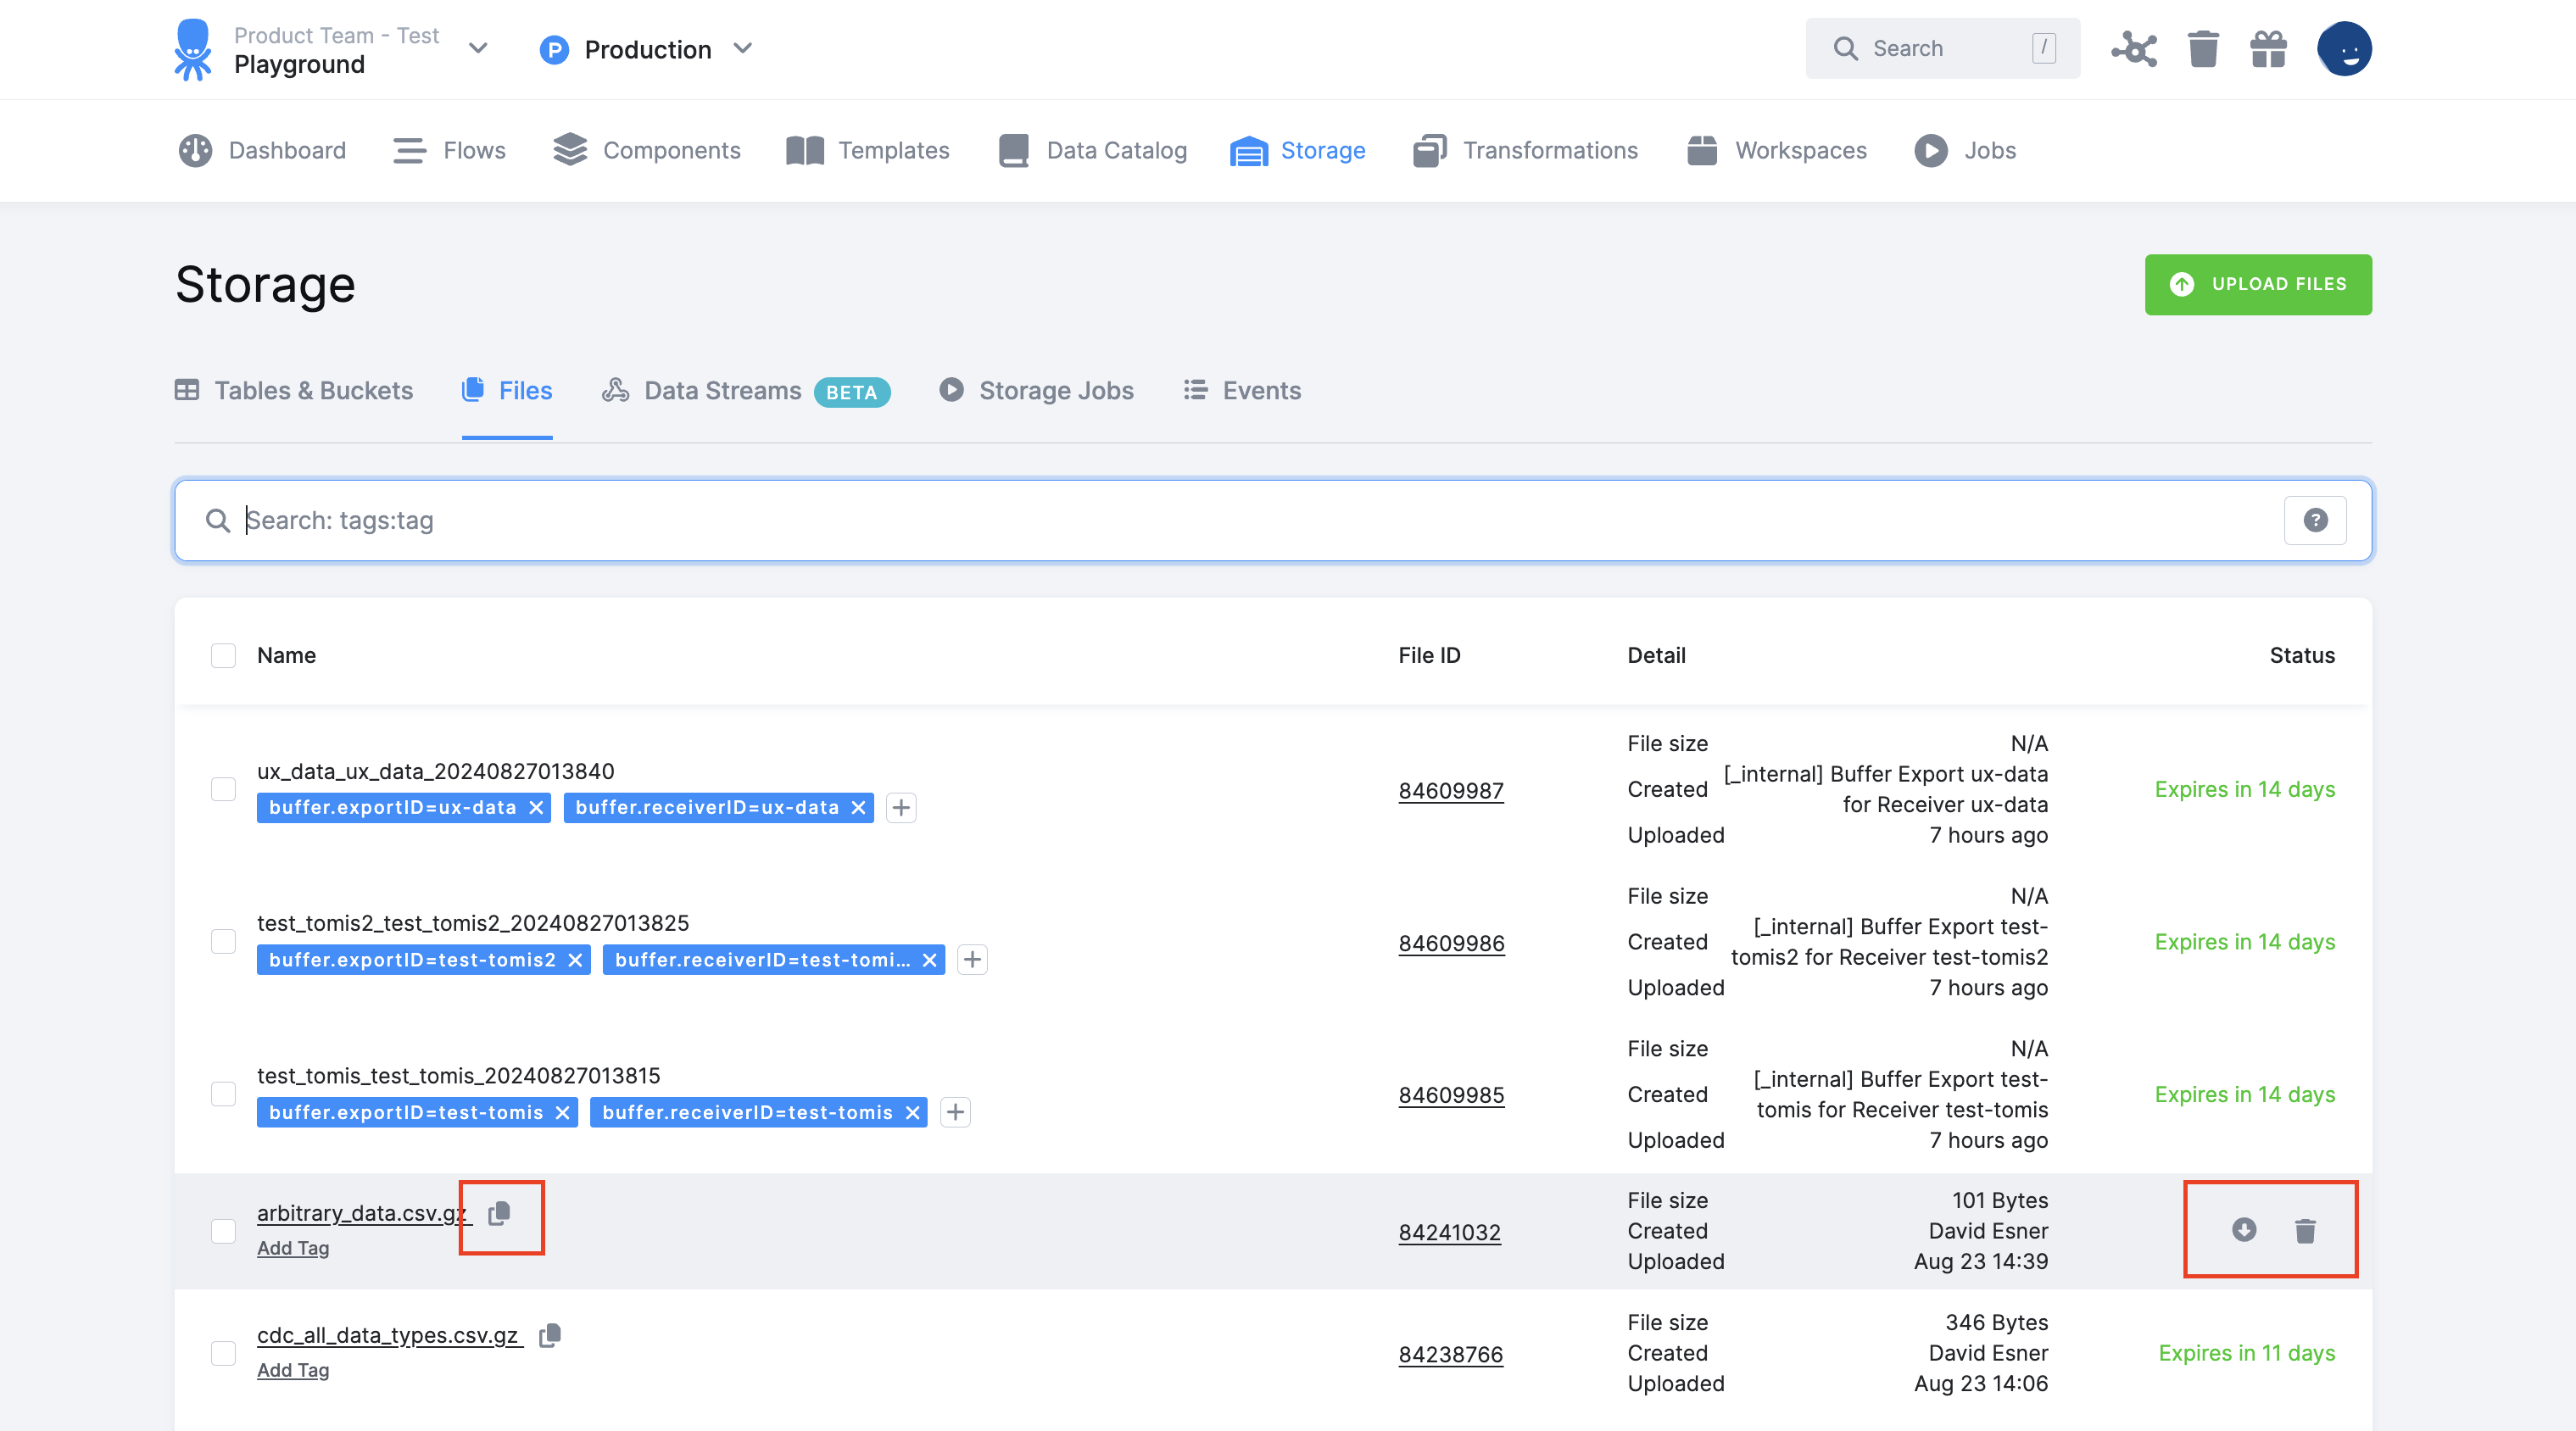 Product Team - Test
Playground
P Production
Search /
Dashboard Flows Components Templates Data Catalog Storage Transformations Workspaces Jobs
Storage
UPLOAD FILES
Tables & Buckets Files Data Streams BETA Storage Jobs Events
Search: tags:tag ?
Name File ID Detail Status
ux_data_ux_data_20240827013840
buffer.exportID=ux-data buffer.receiverID=ux-data
84609987
File size N/A
Created [_internal] Buffer Export ux-data
for Receiver ux-data
Uploaded 7 hours ago
Expires in 14 days
test_tomis2_test_tomis2_20240827013825
buffer.exportID=test-tomis2 buffer.receiverID=test-tomi...
84609986
File size N/A
Created [_internal] Buffer Export test-
tomis2 for Receiver test-tomis2
Uploaded 7 hours ago
Expires in 14 days
test_tomis_test_tomis_20240827013815
buffer.exportID=test-tomis buffer.receiverID=test-tomis
84609985
File size N/A
Created [_internal] Buffer Export test-
tomis for Receiver test-tomis
Uploaded 7 hours ago
Expires in 14 days
arbitrary_data.csv.gz
Add Tag
84241032
File size 101 Bytes
Created David Esner
Uploaded Aug 23 14:39
cdc_all_data_types.csv.gz
Add Tag
84238766
File size 346 Bytes
Created David Esner
Uploaded Aug 23 14:06
Expires in 11 days